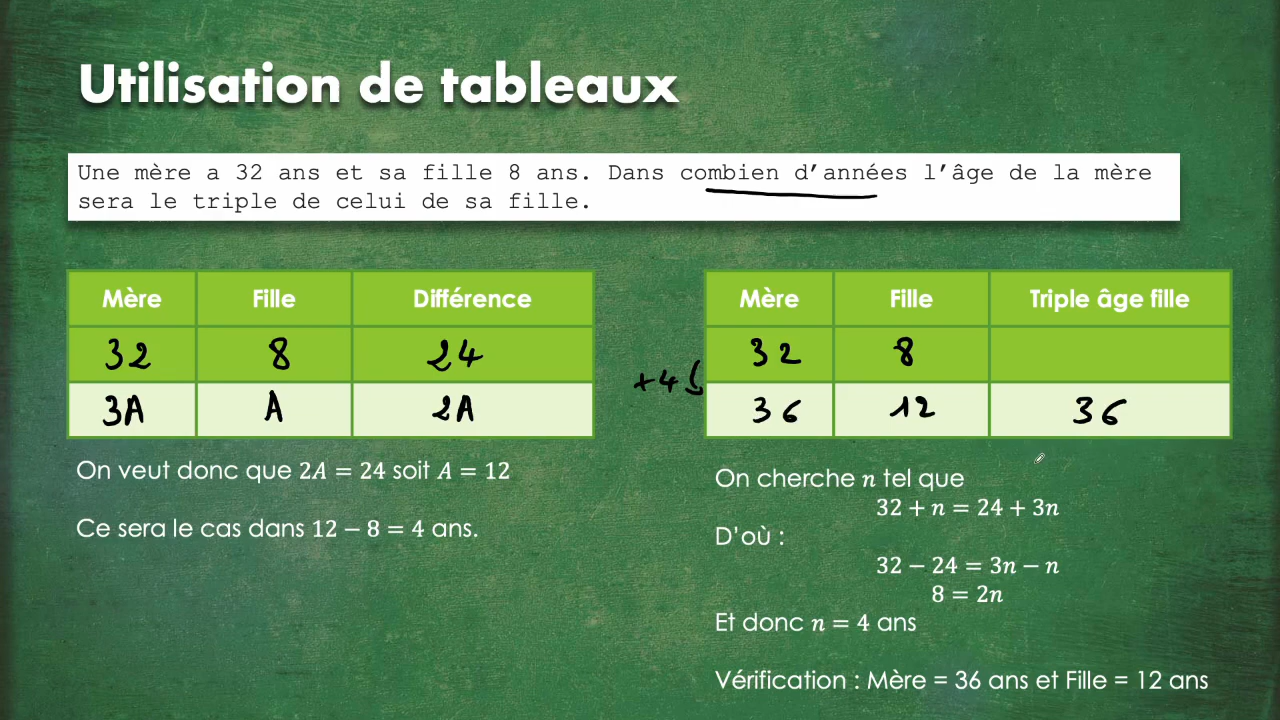 Utilisation de tableaux
Une mère a 32 ans et sa fille 8 ans. Dans combien d’années l’âge de la mère
sera le triple de celui de sa fille.
Mère Fille Différence
32 8 24
3A A 2A
On veut donc que 2A = 24 soit A = 12
Ce sera le cas dans 12 − 8 = 4 ans.
Mère Fille Triple âge fille
32 8
+4
36 12 36
On cherche n tel que
32 + n = 24 + 3n
D’où :
32 − 24 = 3n − n
8 = 2n
Et donc n = 4 ans
Vérification : Mère = 36 ans et Fille = 12 ans